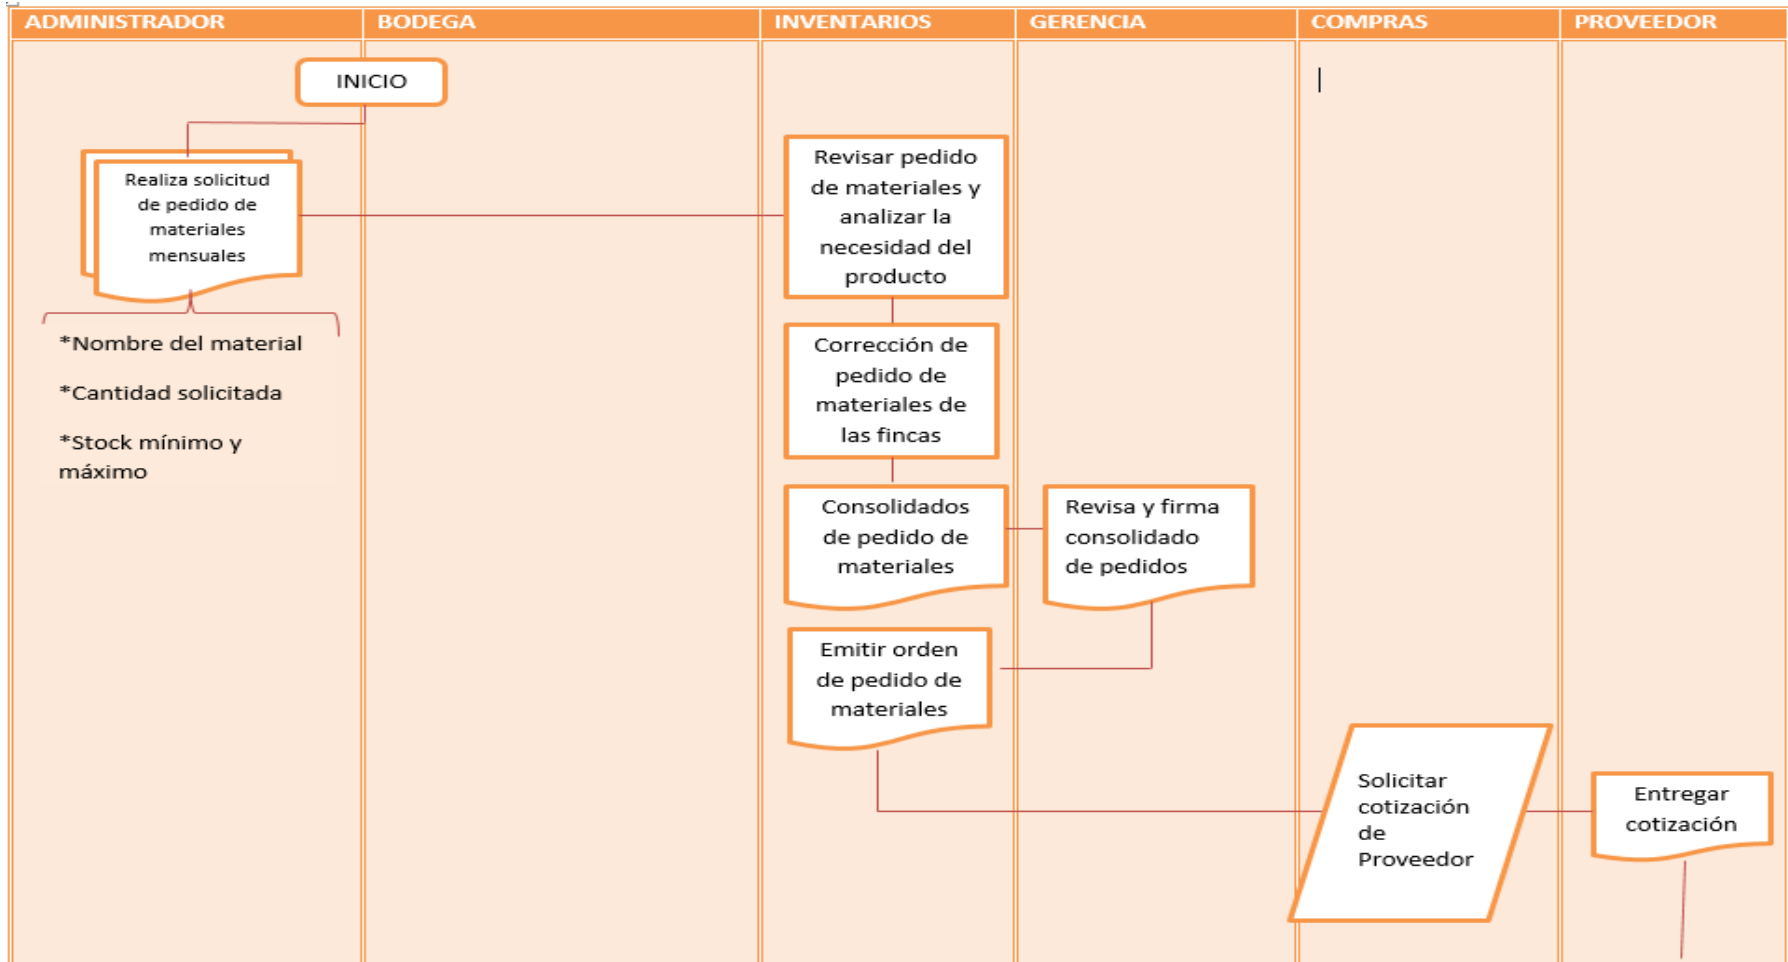 ADMINISTRADOR
BODEGA
INVENTARIOS
GERENCIA
COMPRAS
PROVEEDOR
INICIO
Realiza solicitud
de pedido de
materiales
mensuales
*Nombre del material
*Cantidad solicitada
*Stock mínimo y
máximo
Revisar pedido
de materiales y
analizar la
necesidad del
producto
Corrección de
pedido de
materiales de
las fincas
Consolidados
de pedido de
materiales
Revisa y firma
consolidado
de pedidos
Emitir orden
de pedido de
materiales
Solicitar
cotización
de
Proveedor
Entregar
cotización